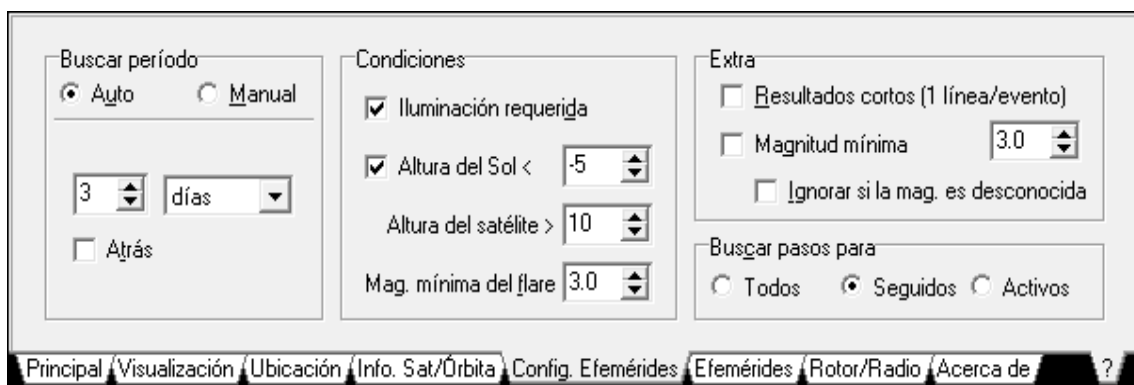 Buscar período
Auto Manual
3 días
Atrás
Condiciones
Iluminación requerida
Altura del Sol < -5
Altura del satélite > 10
Mag. mínima del flare 3.0
Extra
Resultados cortos (1 línea/evento)
Magnitud mínima 3.0
Ignorar si la mag. es desconocida
Buscar pasos para
Todos Seguidos Activos
Principal Visualización Ubicación Info. Sat/Órbita Config. Efemérides Efemérides Rotor/Radio Acerca de ?